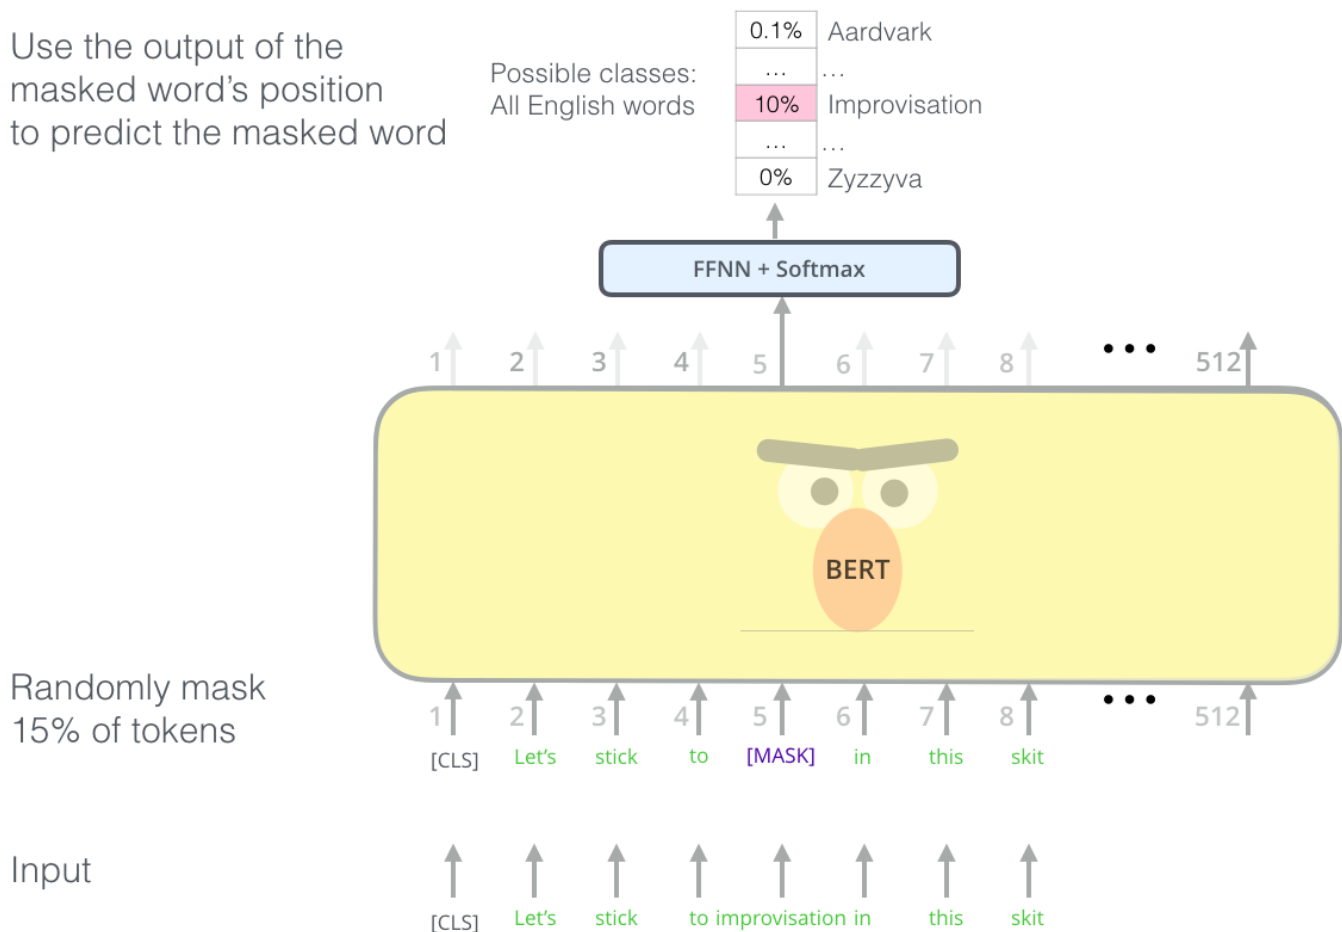 Use the output of the
masked word's position
to predict the masked word
Possible classes:
All English words
0.1% Aardvark
... ...
10% Improvisation
... ...
0% Zyzzyva
FFNN + Softmax
1 2 3 4 5 6 7 8 ••• 512
BERT
Randomly mask
15% of tokens
1 2 3 4 5 6 7 8 ••• 512
[CLS] Let's stick to [MASK] in this skit
Input
[CLS] Let's stick to improvisation in this skit